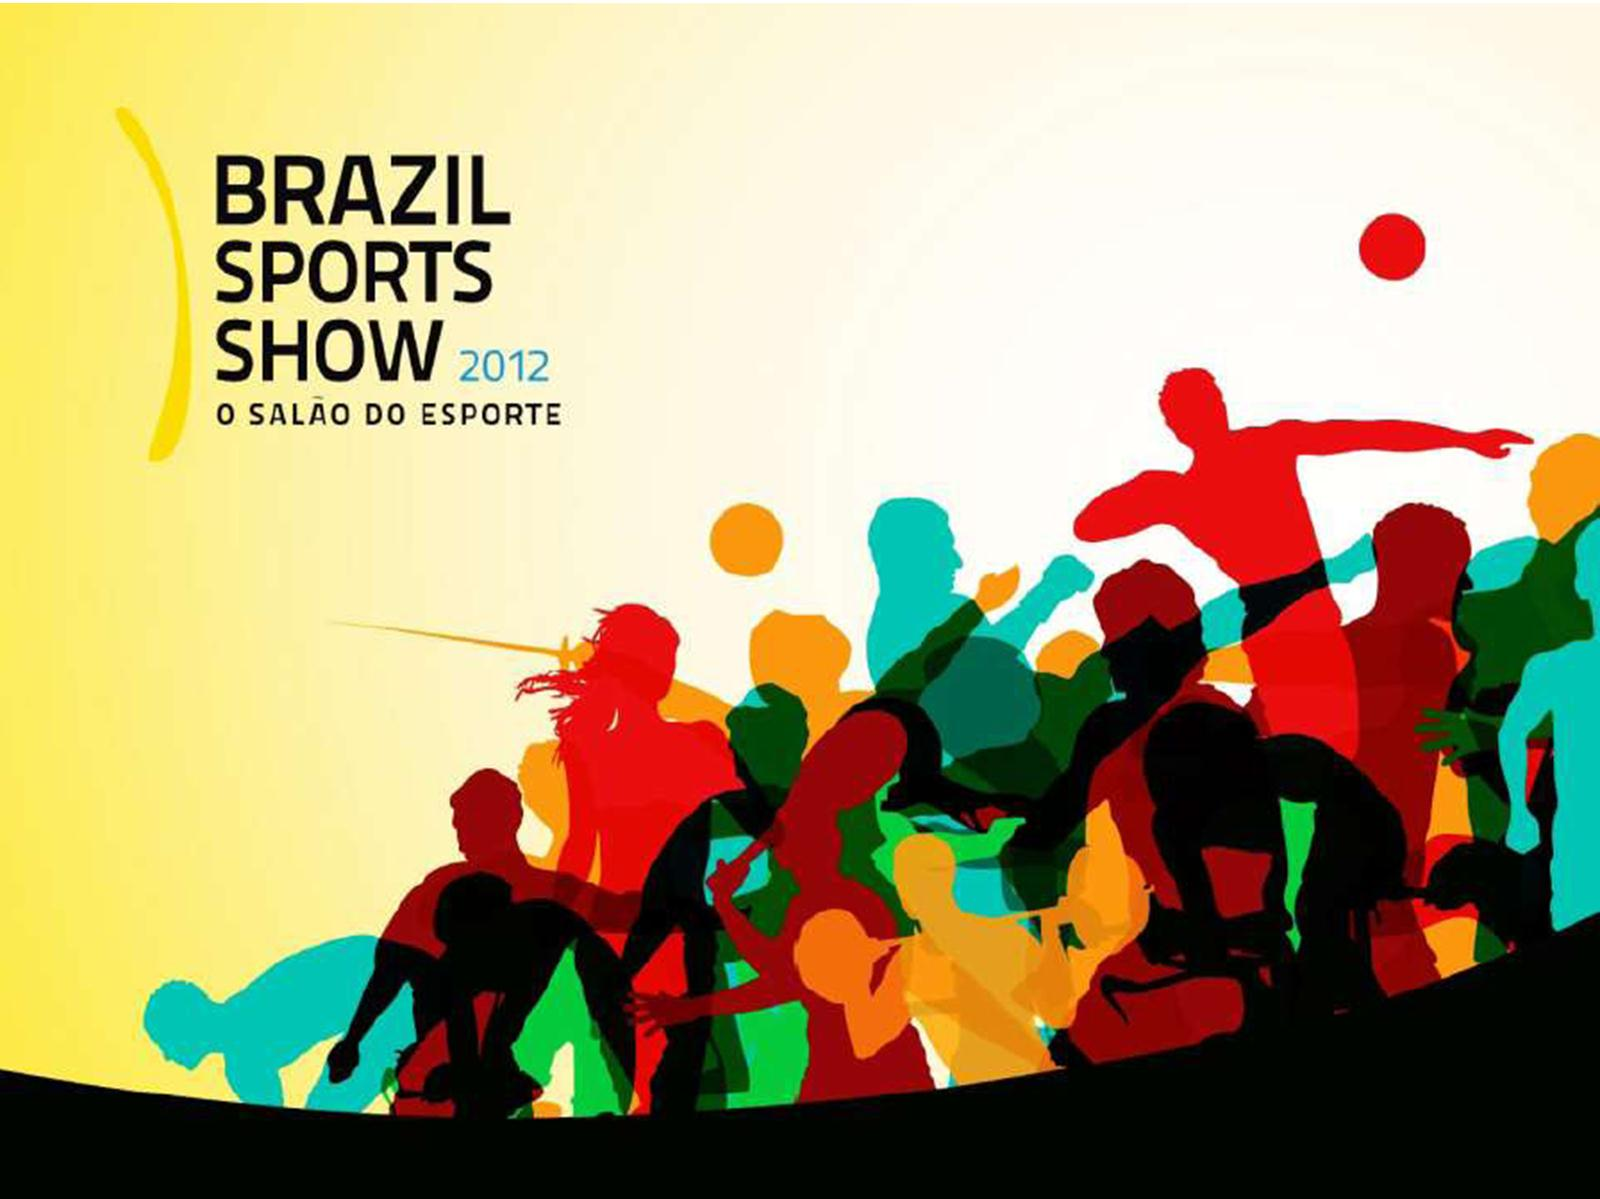 BRAZIL
SPORTS
SHOW 2012
O SALÃO DO ESPORTE